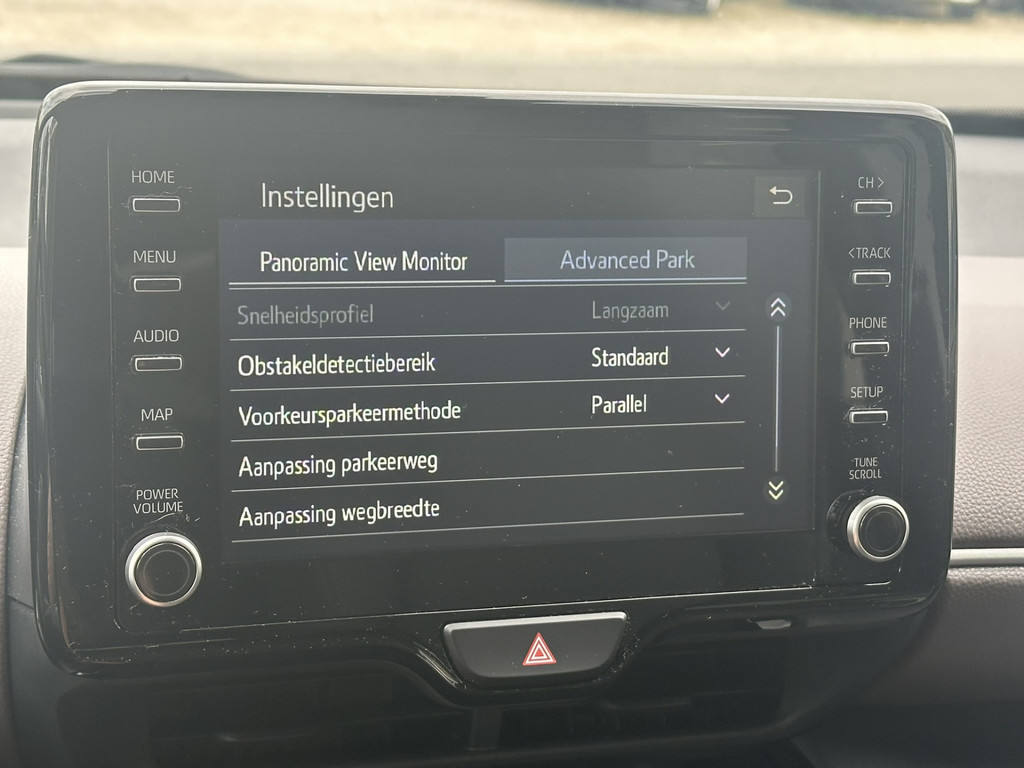 HOME
MENU
AUDIO
MAP
POWER
VOLUME
Instellingen
Panoramic View Monitor
Advanced Park
Snelheidsprofiel Langzaam
Obstakeldetectiebereik Standaard
Voorkeursparkeermethode Parallel
Aanpassing parkeerweg
Aanpassing wegbreedte
CH >
< TRACK
PHONE
SETUP
TUNE
SCROLL